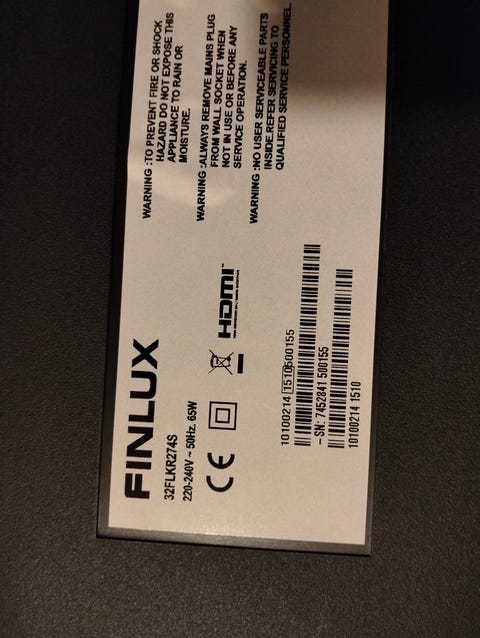 FINLUX
32FLKR274S
220-240V ~ 50Hz. 65W
CE
HDMI
10100214 1510500155
-SN: 7452841 500155
10100214 1510
WARNING :TO PREVENT FIRE OR SHOCK
HAZARD DO NOT EXPOSE THIS
APPLIANCE TO RAIN OR
MOISTURE.
WARNING :ALWAYS REMOVE MAINS PLUG
FROM WALL SOCKET WHEN
NOT IN USE OR BEFORE ANY
SERVICE OPERATION.
WARNING :NO USER SERVICEABLE PARTS
INSIDE.REFER SERVICING TO
QUALIFIED SERVICE PERSONNEL.